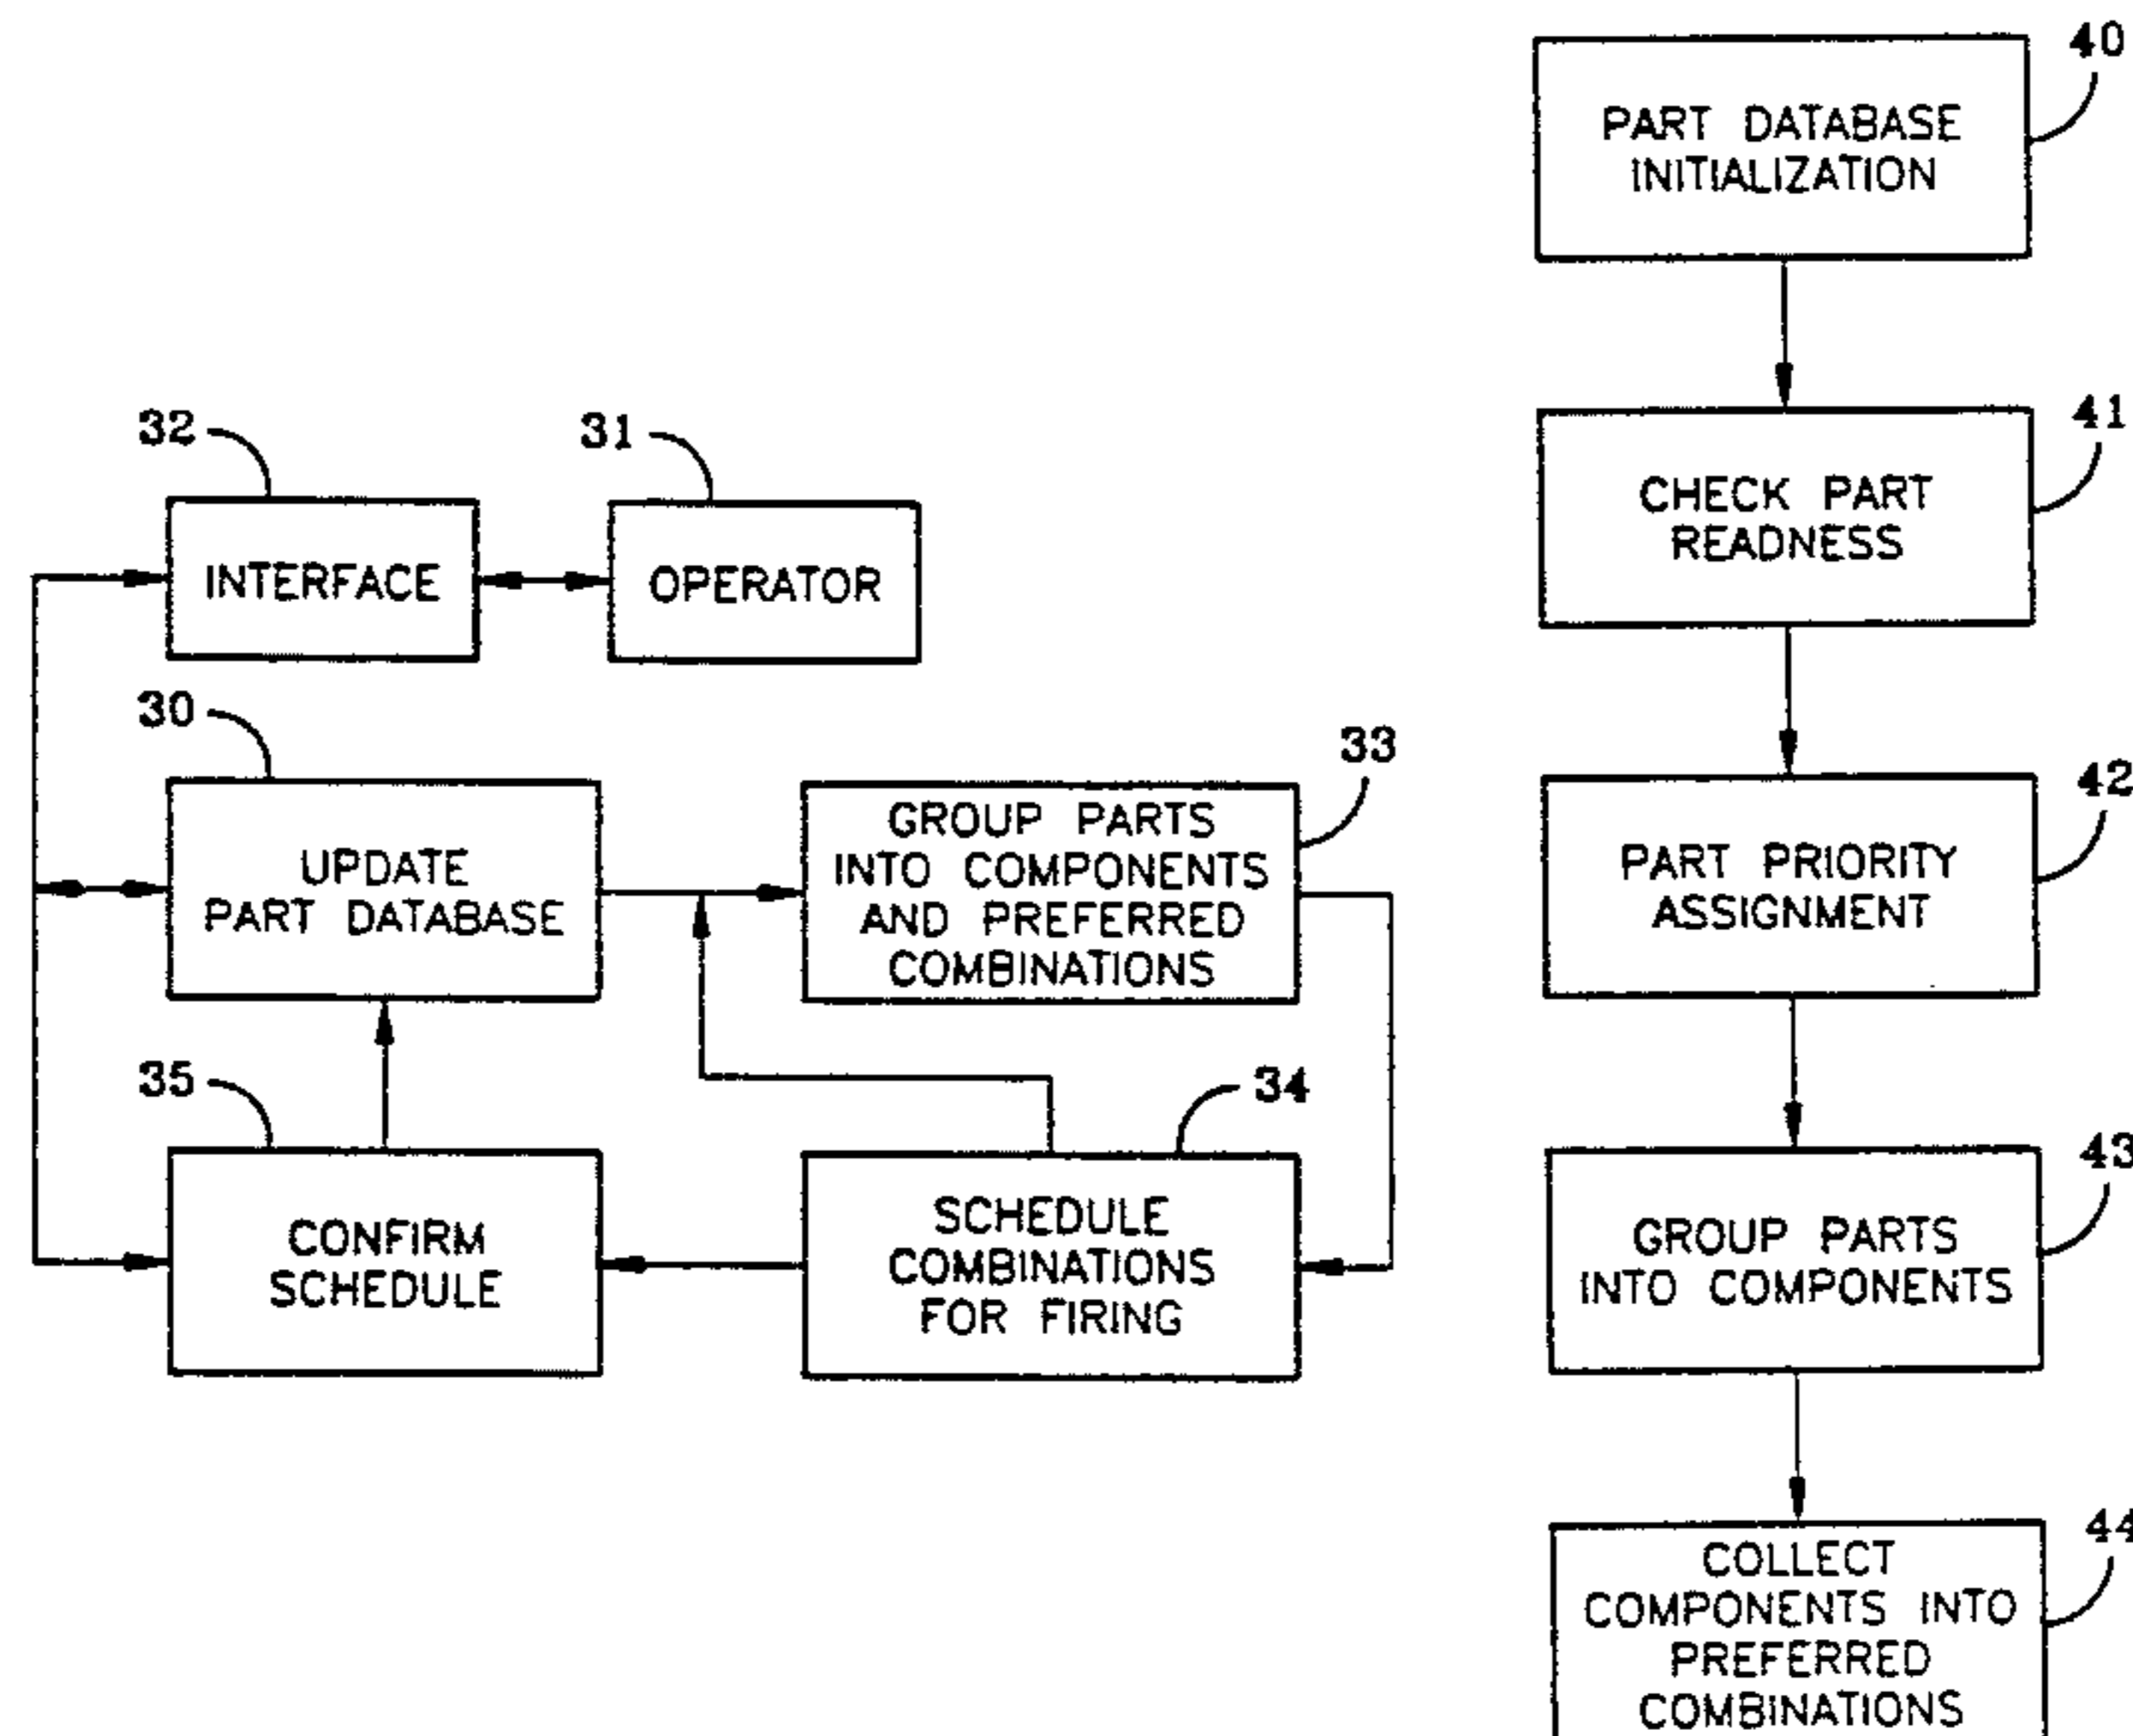 32
INTERFACE
31
OPERATOR
30
UPDATE
PART DATABASE
33
GROUP PARTS
INTO COMPONENTS
AND PREFERRED
COMBINATIONS
35
CONFIRM
SCHEDULE
34
SCHEDULE
COMBINATIONS
FOR FIRING
40
PART DATABASE
INITIALIZATION
41
CHECK PART
READNESS
42
PART PRIORITY
ASSIGNMENT
43
GROUP PARTS
INTO COMPONENTS
44
COLLECT
COMPONENTS INTO
PREFERRED
COMBINATIONS